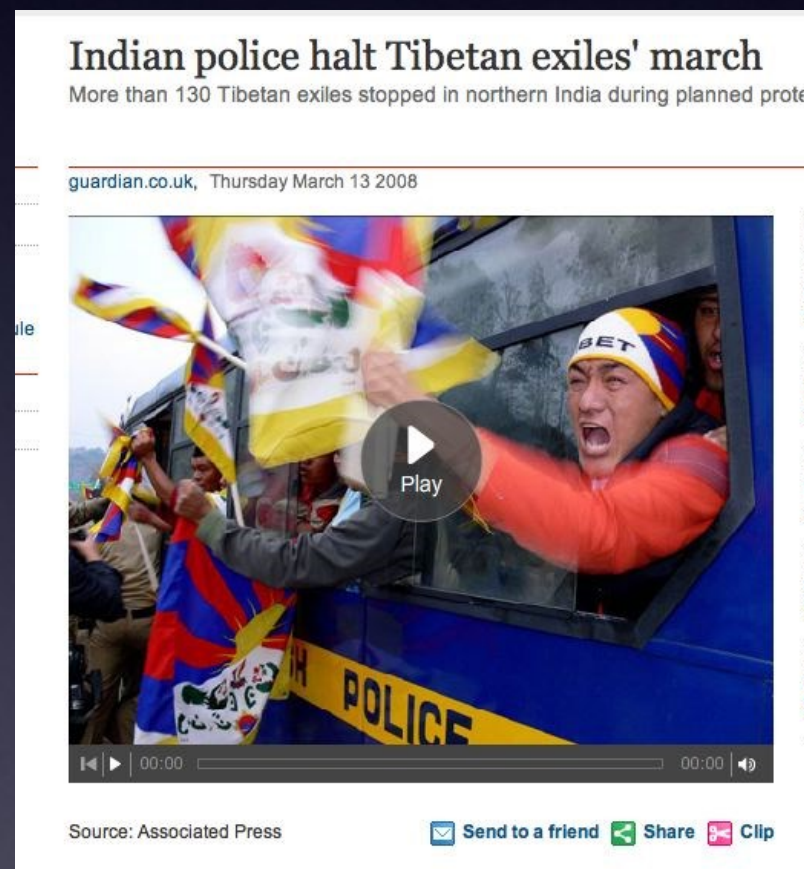 Indian police halt Tibetan exiles' march
More than 130 Tibetan exiles stopped in northern India during planned
guardian.co.uk, Thursday March 13 2008
BET
Play
POLICE
00:00 00:00
Source: Associated Press Send to a friend Share Clip